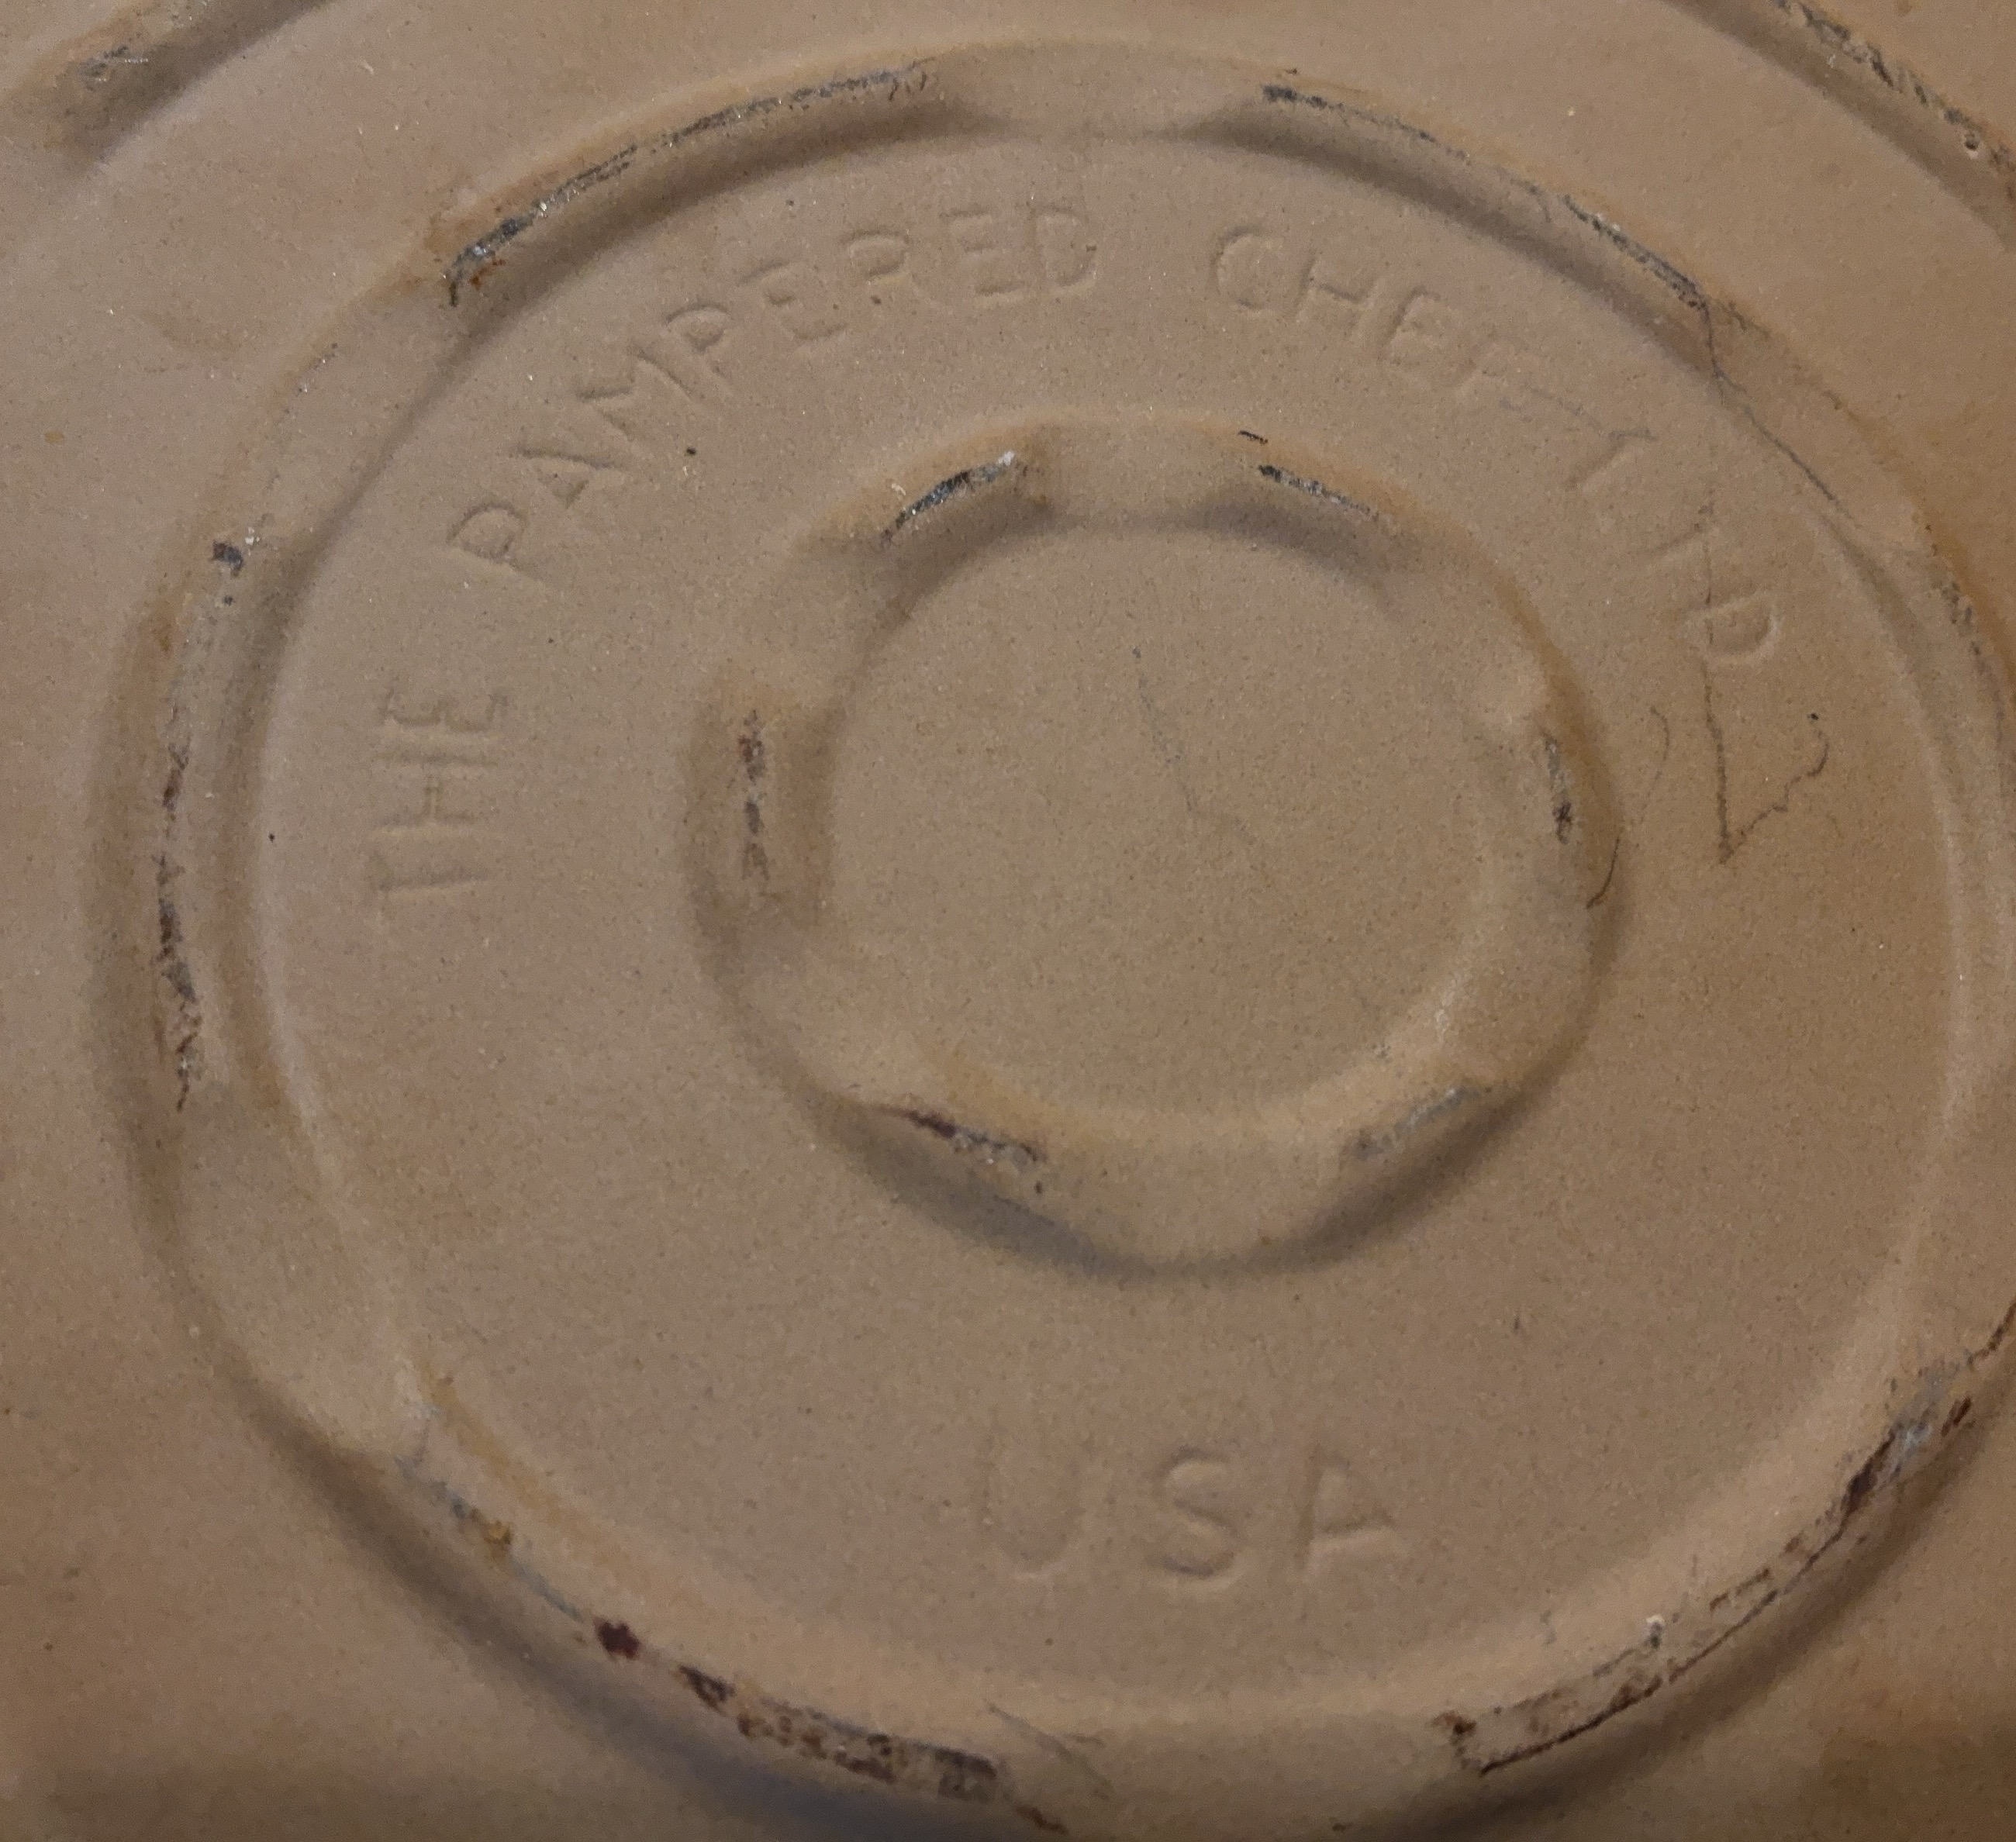 THE PAMPERED CHEF LTD
USA